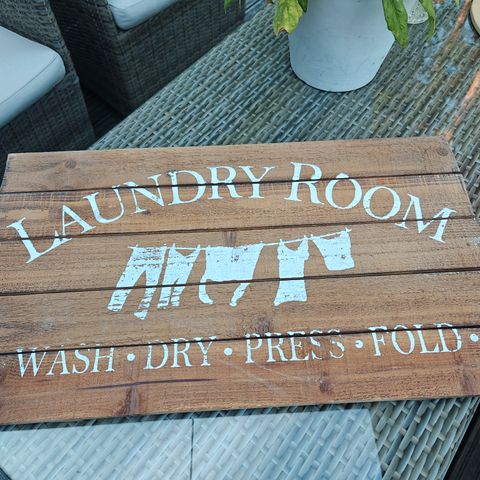 LAUNDRY ROOM
WASH • DRY • PRESS • FOLD •